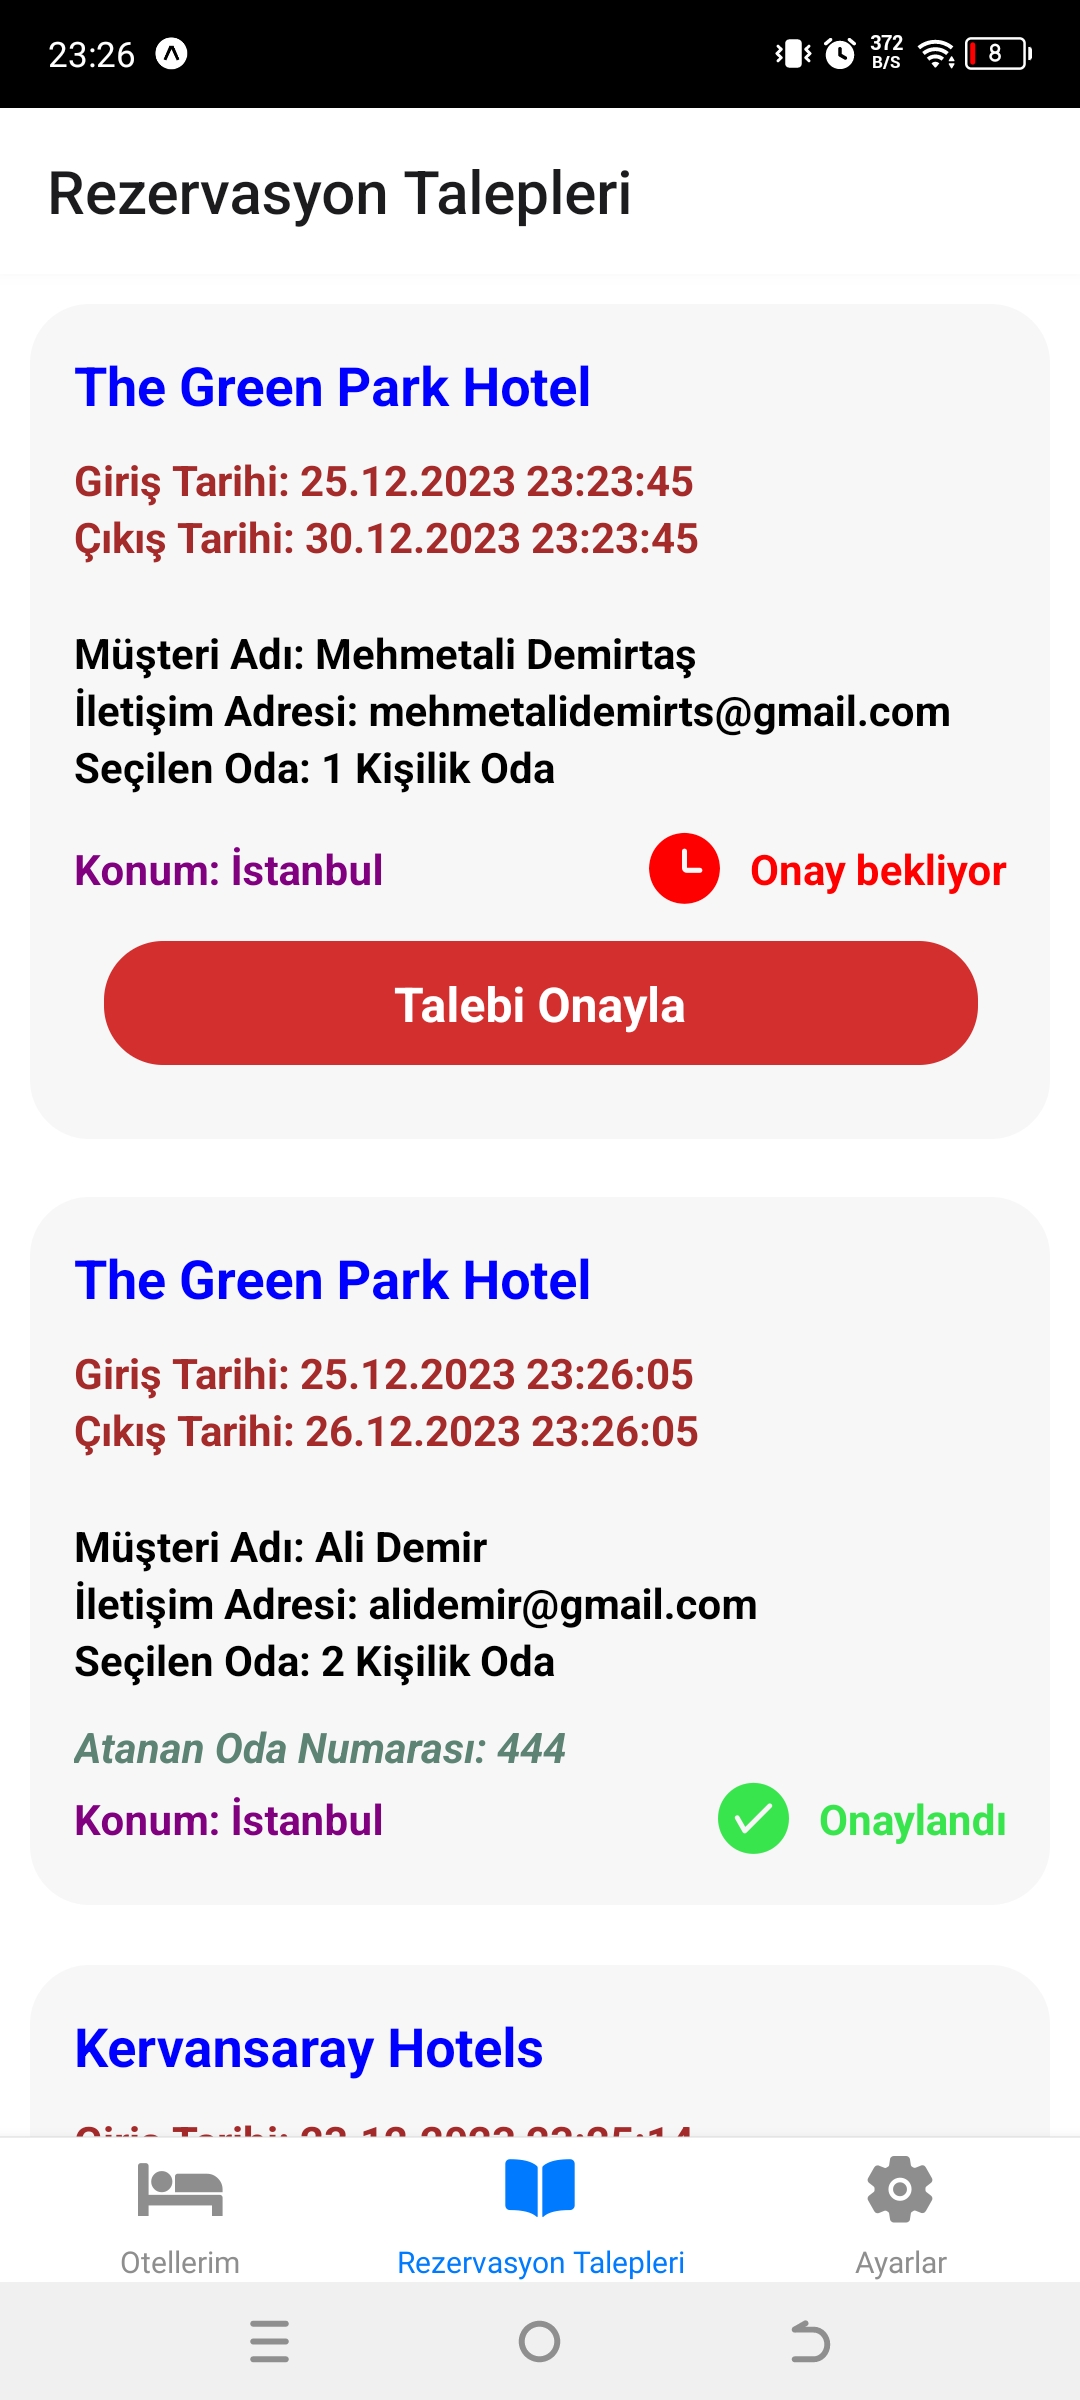 23:26
372
B/S
8
Rezervasyon Talepleri
The Green Park Hotel
Giriş Tarihi: 25.12.2023 23:23:45
Çıkış Tarihi: 30.12.2023 23:23:45
Müşteri Adı: Mehmetali Demirtaş
İletişim Adresi: mehmetalidemirts@gmail.com
Seçilen Oda: 1 Kişilik Oda
Konum: İstanbul
Onay bekliyor
Talebi Onayla
The Green Park Hotel
Giriş Tarihi: 25.12.2023 23:26:05
Çıkış Tarihi: 26.12.2023 23:26:05
Müşteri Adı: Ali Demir
İletişim Adresi: alidemir@gmail.com
Seçilen Oda: 2 Kişilik Oda
Atanan Oda Numarası: 444
Konum: İstanbul
Onaylandı
Kervansaray Hotels
Giriş Tarihi:
Otellerim
Rezervasyon Talepleri
Ayarlar